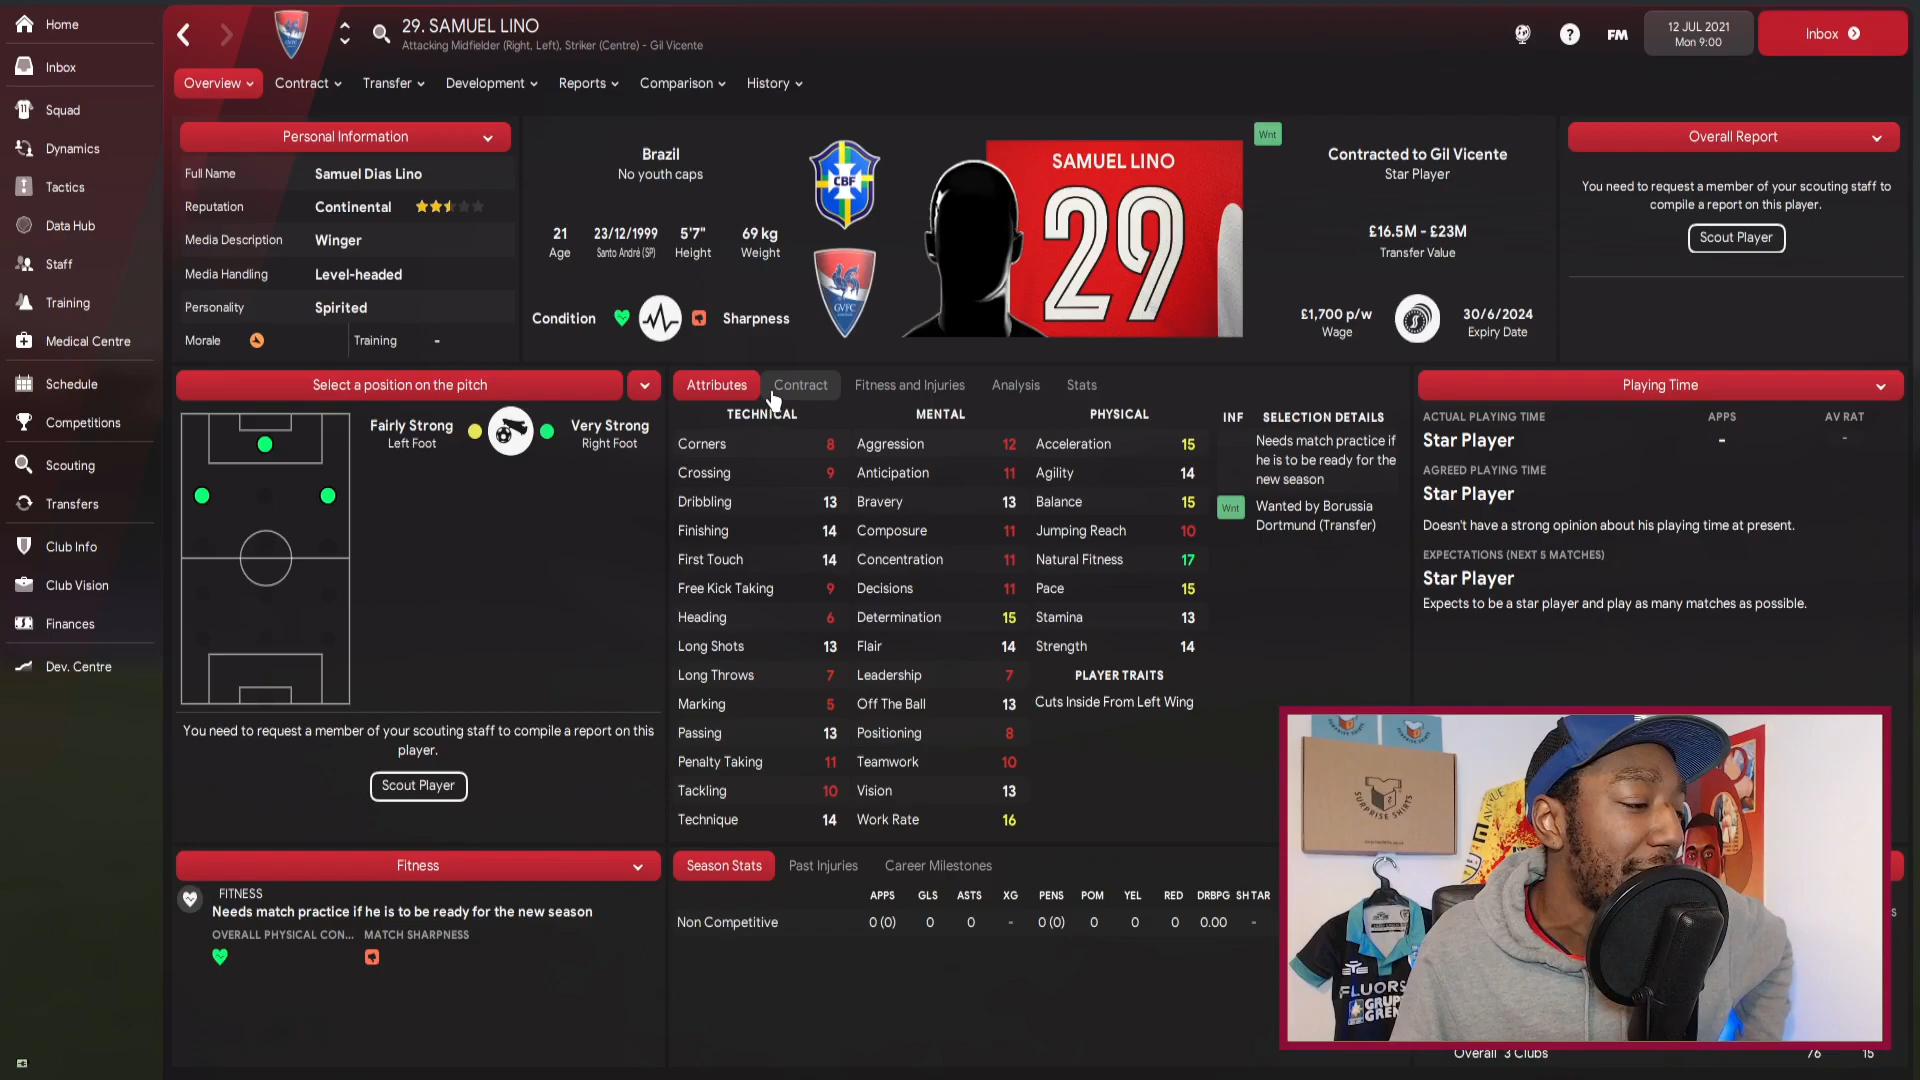 Home
Inbox
Squad
Dynamics
Tactics
Data Hub
Staff
Training
Medical Centre
Schedule
Competitions
Scouting
Transfers
Club Info
Club Vision
Finances
Dev. Centre
29. SAMUEL LINO
Attacking Midfielder (Right, Left), Striker (Centre) - Gil Vicente
FM
12 JUL 2021
Mon 9:00
Inbox
Overview
Contract
Transfer
Development
Reports
Comparison
History
Personal Information
Full Name Samuel Dias Lino
Reputation Continental
Media Description Winger
Media Handling Level-headed
Personality Spirited
Morale
Training -
Brazil
No youth caps
21
Age
23/12/1999
Santo André (SP)
5'7"
Height
69 kg
Weight
Condition
Sharpness
CBF
GVFC
SAMUEL LINO
29
Wnt
Contracted to Gil Vicente
Star Player
£16.5M - £23M
Transfer Value
£1,700 p/w
Wage
30/6/2024
Expiry Date
Overall Report
You need to request a member of your scouting staff to
compile a report on this player.
Scout Player
Select a position on the pitch
Fairly Strong
Left Foot
Very Strong
Right Foot
You need to request a member of your scouting staff to compile a report on this
player.
Scout Player
Attributes
Contract
Fitness and Injuries
Analysis
Stats
TECHNICAL
Corners 8
Crossing 9
Dribbling 13
Finishing 14
First Touch 14
Free Kick Taking 9
Heading 6
Long Shots 13
Long Throws 7
Marking 5
Passing 13
Penalty Taking 11
Tackling 10
Technique 14
MENTAL
Aggression 12
Anticipation 11
Bravery 13
Composure 11
Concentration 11
Decisions 11
Determination 15
Flair 14
Leadership 7
Off The Ball 13
Positioning 8
Teamwork 10
Vision 13
Work Rate 16
PHYSICAL
Acceleration 15
Agility 14
Balance 15
Jumping Reach 10
Natural Fitness 17
Pace 15
Stamina 13
Strength 14
PLAYER TRAITS
Cuts Inside From Left Wing
INF SELECTION DETAILS
Needs match practice if
he is to be ready for the
new season
Wnt
Wanted by Borussia
Dortmund (Transfer)
Playing Time
ACTUAL PLAYING TIME APPS AV RAT
Star Player - -
AGREED PLAYING TIME
Star Player
Doesn't have a strong opinion about his playing time at present.
EXPECTATIONS (NEXT 5 MATCHES)
Star Player
Expects to be a star player and play as many matches as possible.
Fitness
FITNESS
Needs match practice if he is to be ready for the new season
OVERALL PHYSICAL CON... MATCH SHARPNESS
Season Stats
Past Injuries
Career Milestones
APPS GLS ASTS XG PENS POM YEL RED DRBPG SH TAR
Non Competitive 0 (0) 0 0 - 0 (0) 0 0 0 0.00 -
SURPRISE SHIRTS
FLUORS
GRUP
GREN
Overall 3 Clubs 76 15